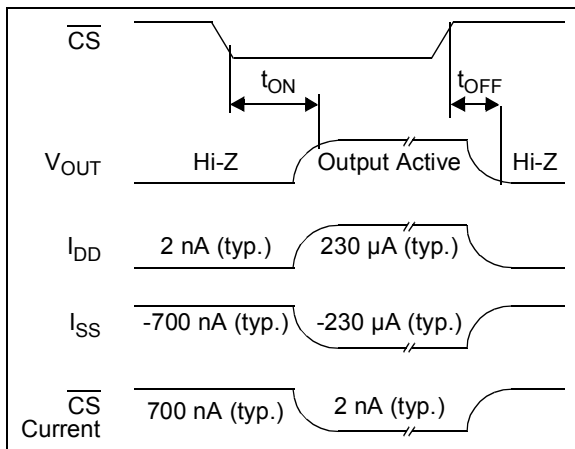 CS
tON
tOFF
VOUT
Hi-Z
Output Active
Hi-Z
IDD
2 nA (typ.)
230 µA (typ.)
ISS
-700 nA (typ.)
-230 µA (typ.)
CS
Current
700 nA (typ.)
2 nA (typ.)